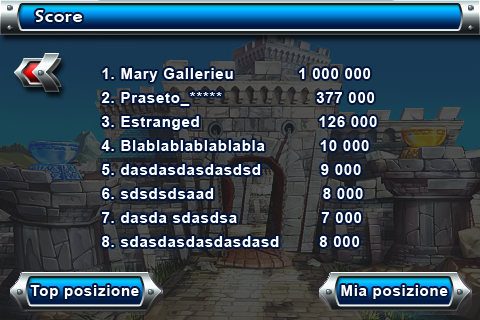 Score
1. Mary Gallerieu 1 000 000
2. Praseto_***** 377 000
3. Estranged 126 000
4. Blablablablablabla 10 000
5. dasdasdasdasdsd 9 000
6. sdsdsdsaad 8 000
7. dasda sdasdsa 7 000
8. sdasdasdasdasdasd 8 000
Top posizione Mia posizione